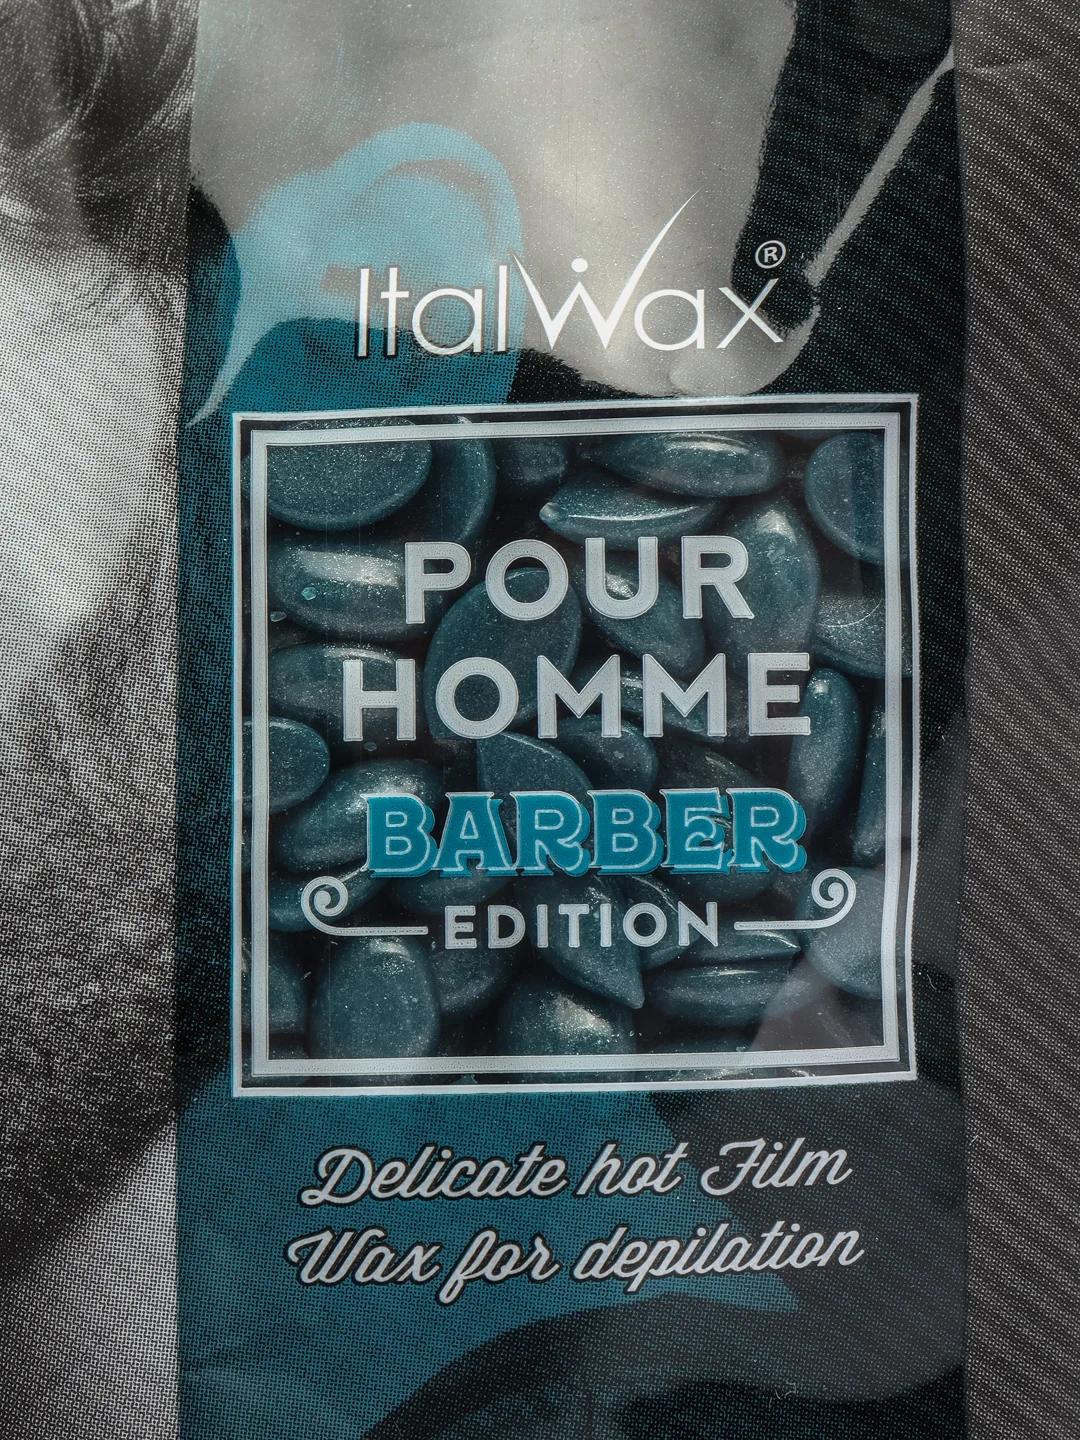 ItalWax®
POUR
HOMME
BARBER
EDITION
Delicate hot Film
Wax for depilation